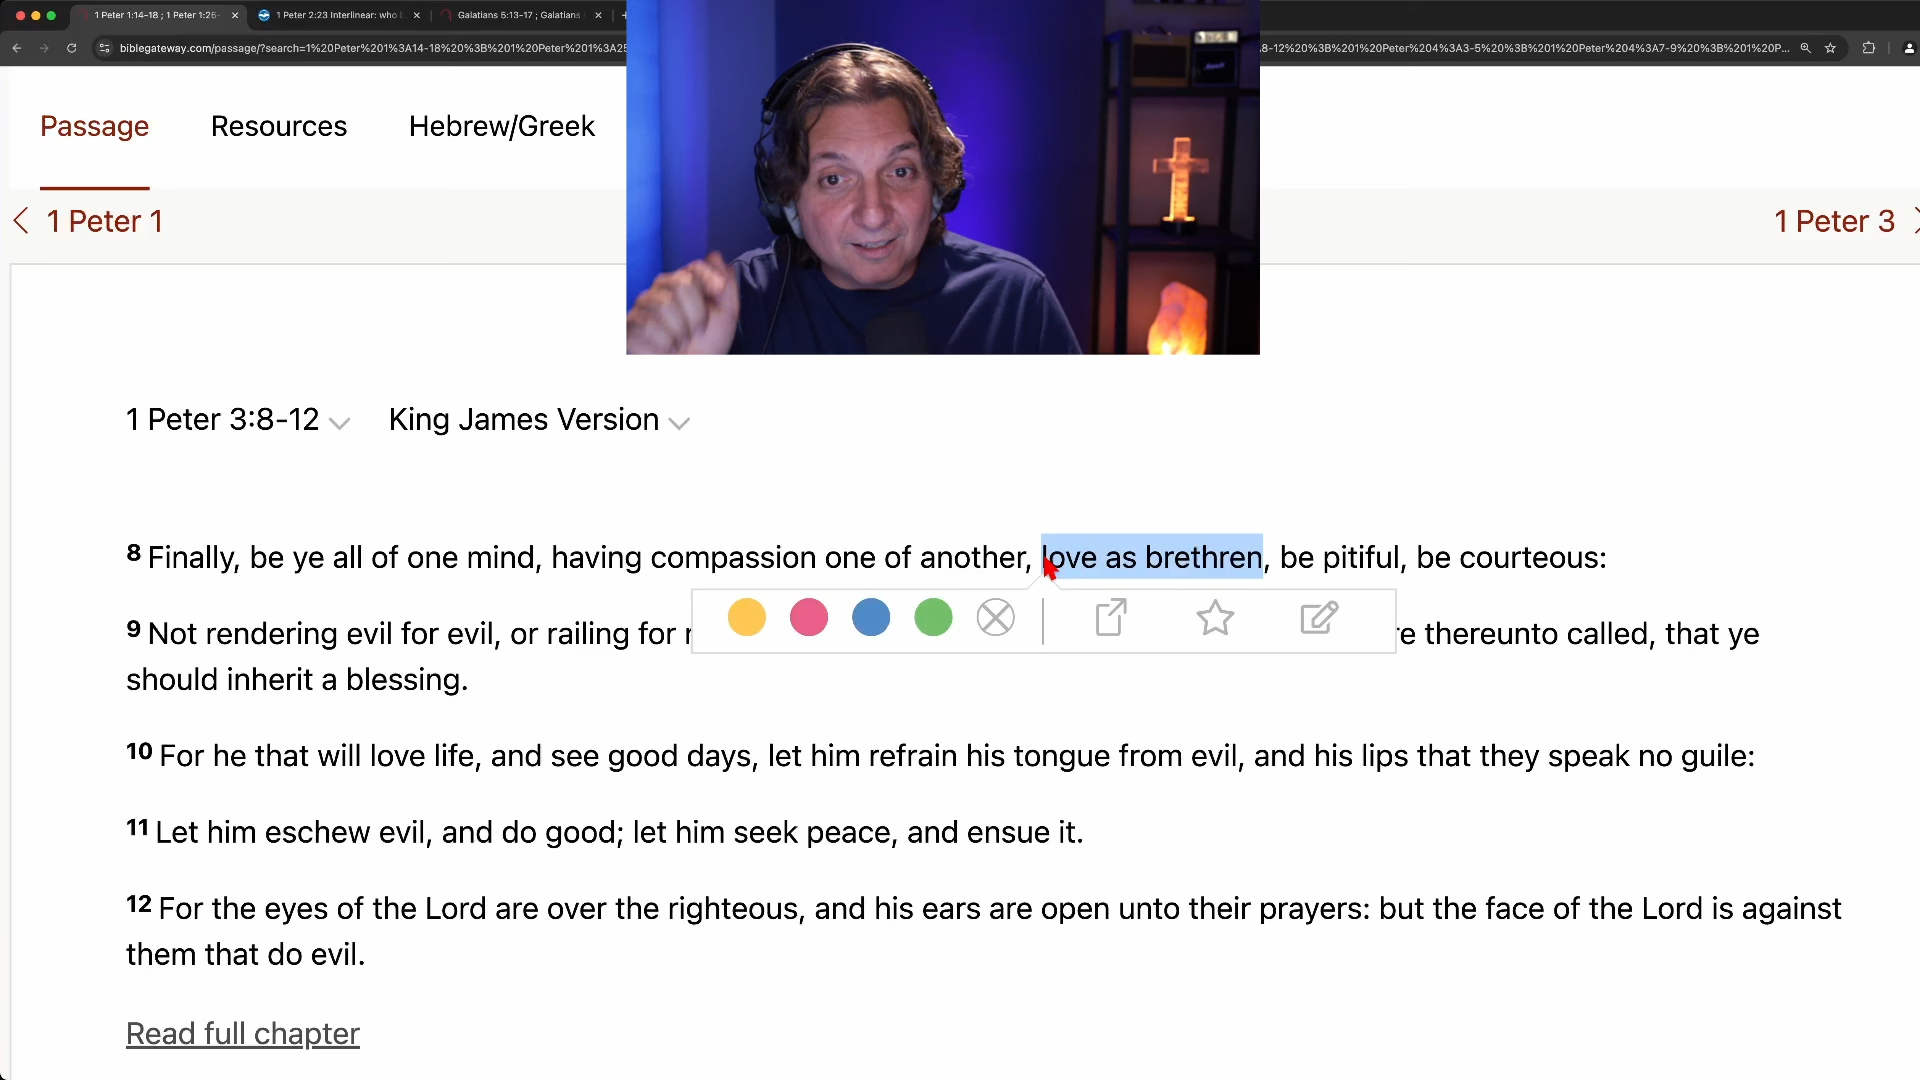 1 Peter 1:14-18 ; 1 Peter 1:25-
1 Peter 2:23 Interlinear: who
Galatians 5:13-17 ; Galatians
biblegateway.com/passage/?search=1%20Peter%201%3A14-18%20%3B%201%20Peter%201%3A25
8-12%20%3B%201%20Peter%204%3A3-5%20%3B%201%20Peter%204%3A7-9%20%3B%201%20P...
Passage
Resources
Hebrew/Greek
1 Peter 1
1 Peter 3
1 Peter 3:8-12
King James Version
8 Finally, be ye all of one mind, having compassion one of another, love as brethren, be pitiful, be courteous:
9 Not rendering evil for evil, or railing for
thereunto called, that ye
should inherit a blessing.
10 For he that will love life, and see good days, let him refrain his tongue from evil, and his lips that they speak no guile:
11 Let him eschew evil, and do good; let him seek peace, and ensue it.
12 For the eyes of the Lord are over the righteous, and his ears are open unto their prayers: but the face of the Lord is against
them that do evil.
Read full chapter